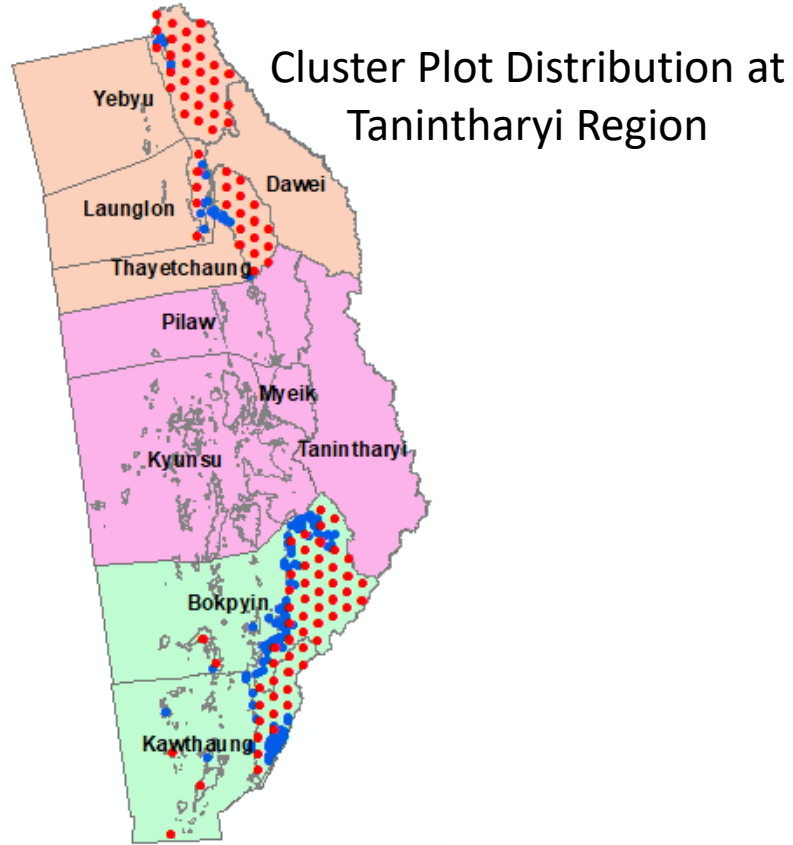 Cluster Plot Distribution at
Tanintharyi Region
Yebyu
Dawei
Launglon
Thayetchaung
Pilaw
Myeik
Tanintharyi
Kyunsu
Bokpyin
Kawthaung